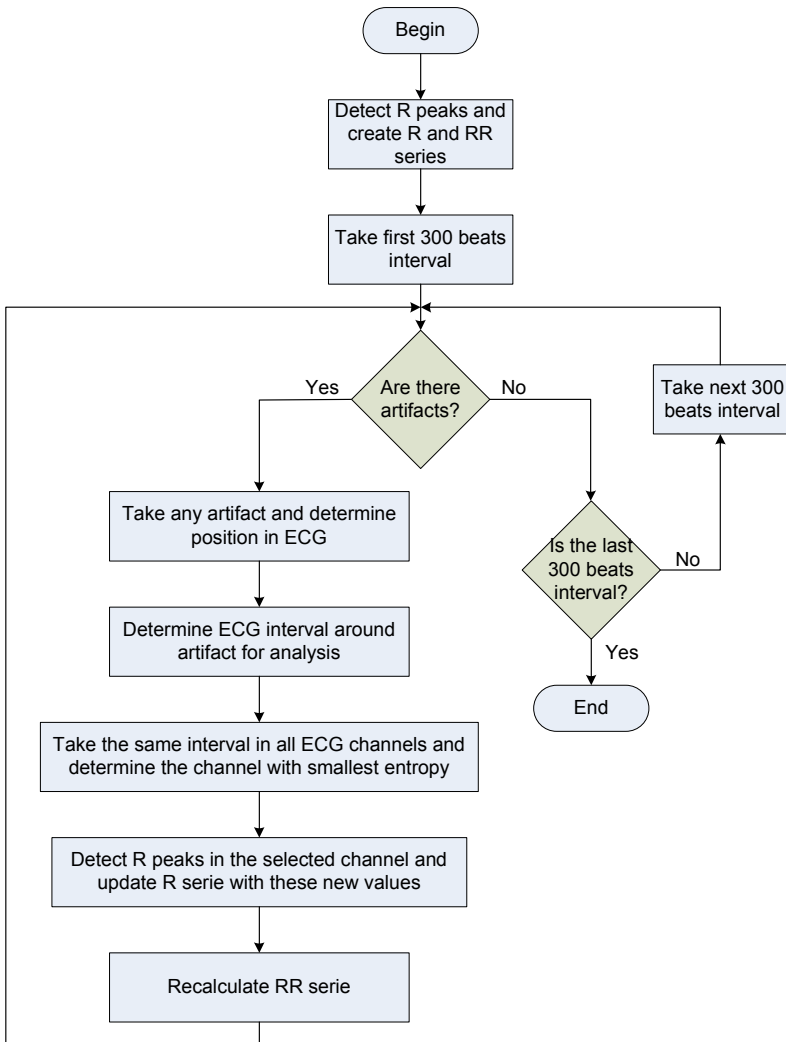 Begin
Detect R peaks and
create R and RR
series
Take first 300 beats
interval
Are there
artifacts?
Yes
No
Take next 300
beats interval
Take any artifact and determine
position in ECG
Is the last
300 beats
interval?
No
Yes
End
Determine ECG interval around
artifact for analysis
Take the same interval in all ECG channels and
determine the channel with smallest entropy
Detect R peaks in the selected channel and
update R serie with these new values
Recalculate RR serie